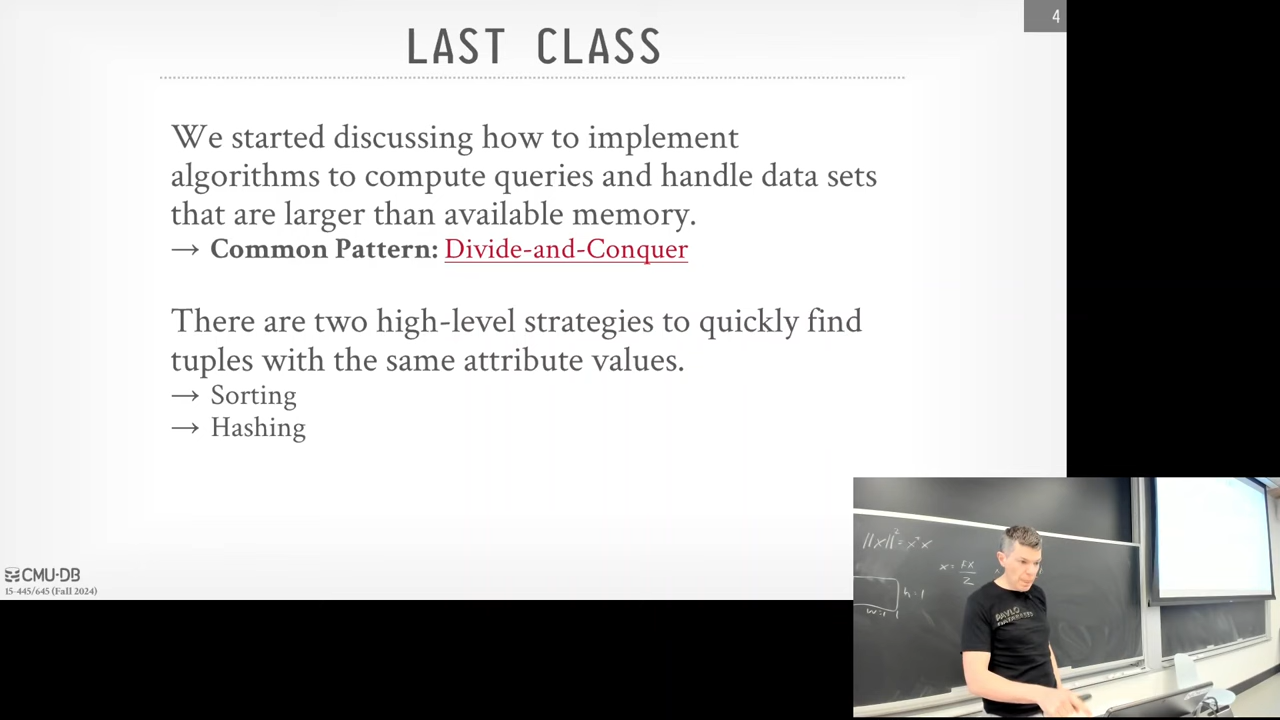 4
LAST CLASS
We started discussing how to implement
algorithms to compute queries and handle data sets
that are larger than available memory.
→ Common Pattern: Divide-and-Conquer
There are two high-level strategies to quickly find
tuples with the same attribute values.
→ Sorting
→ Hashing
CMU·DB
15-445/645 (Fall 2024)
h=1